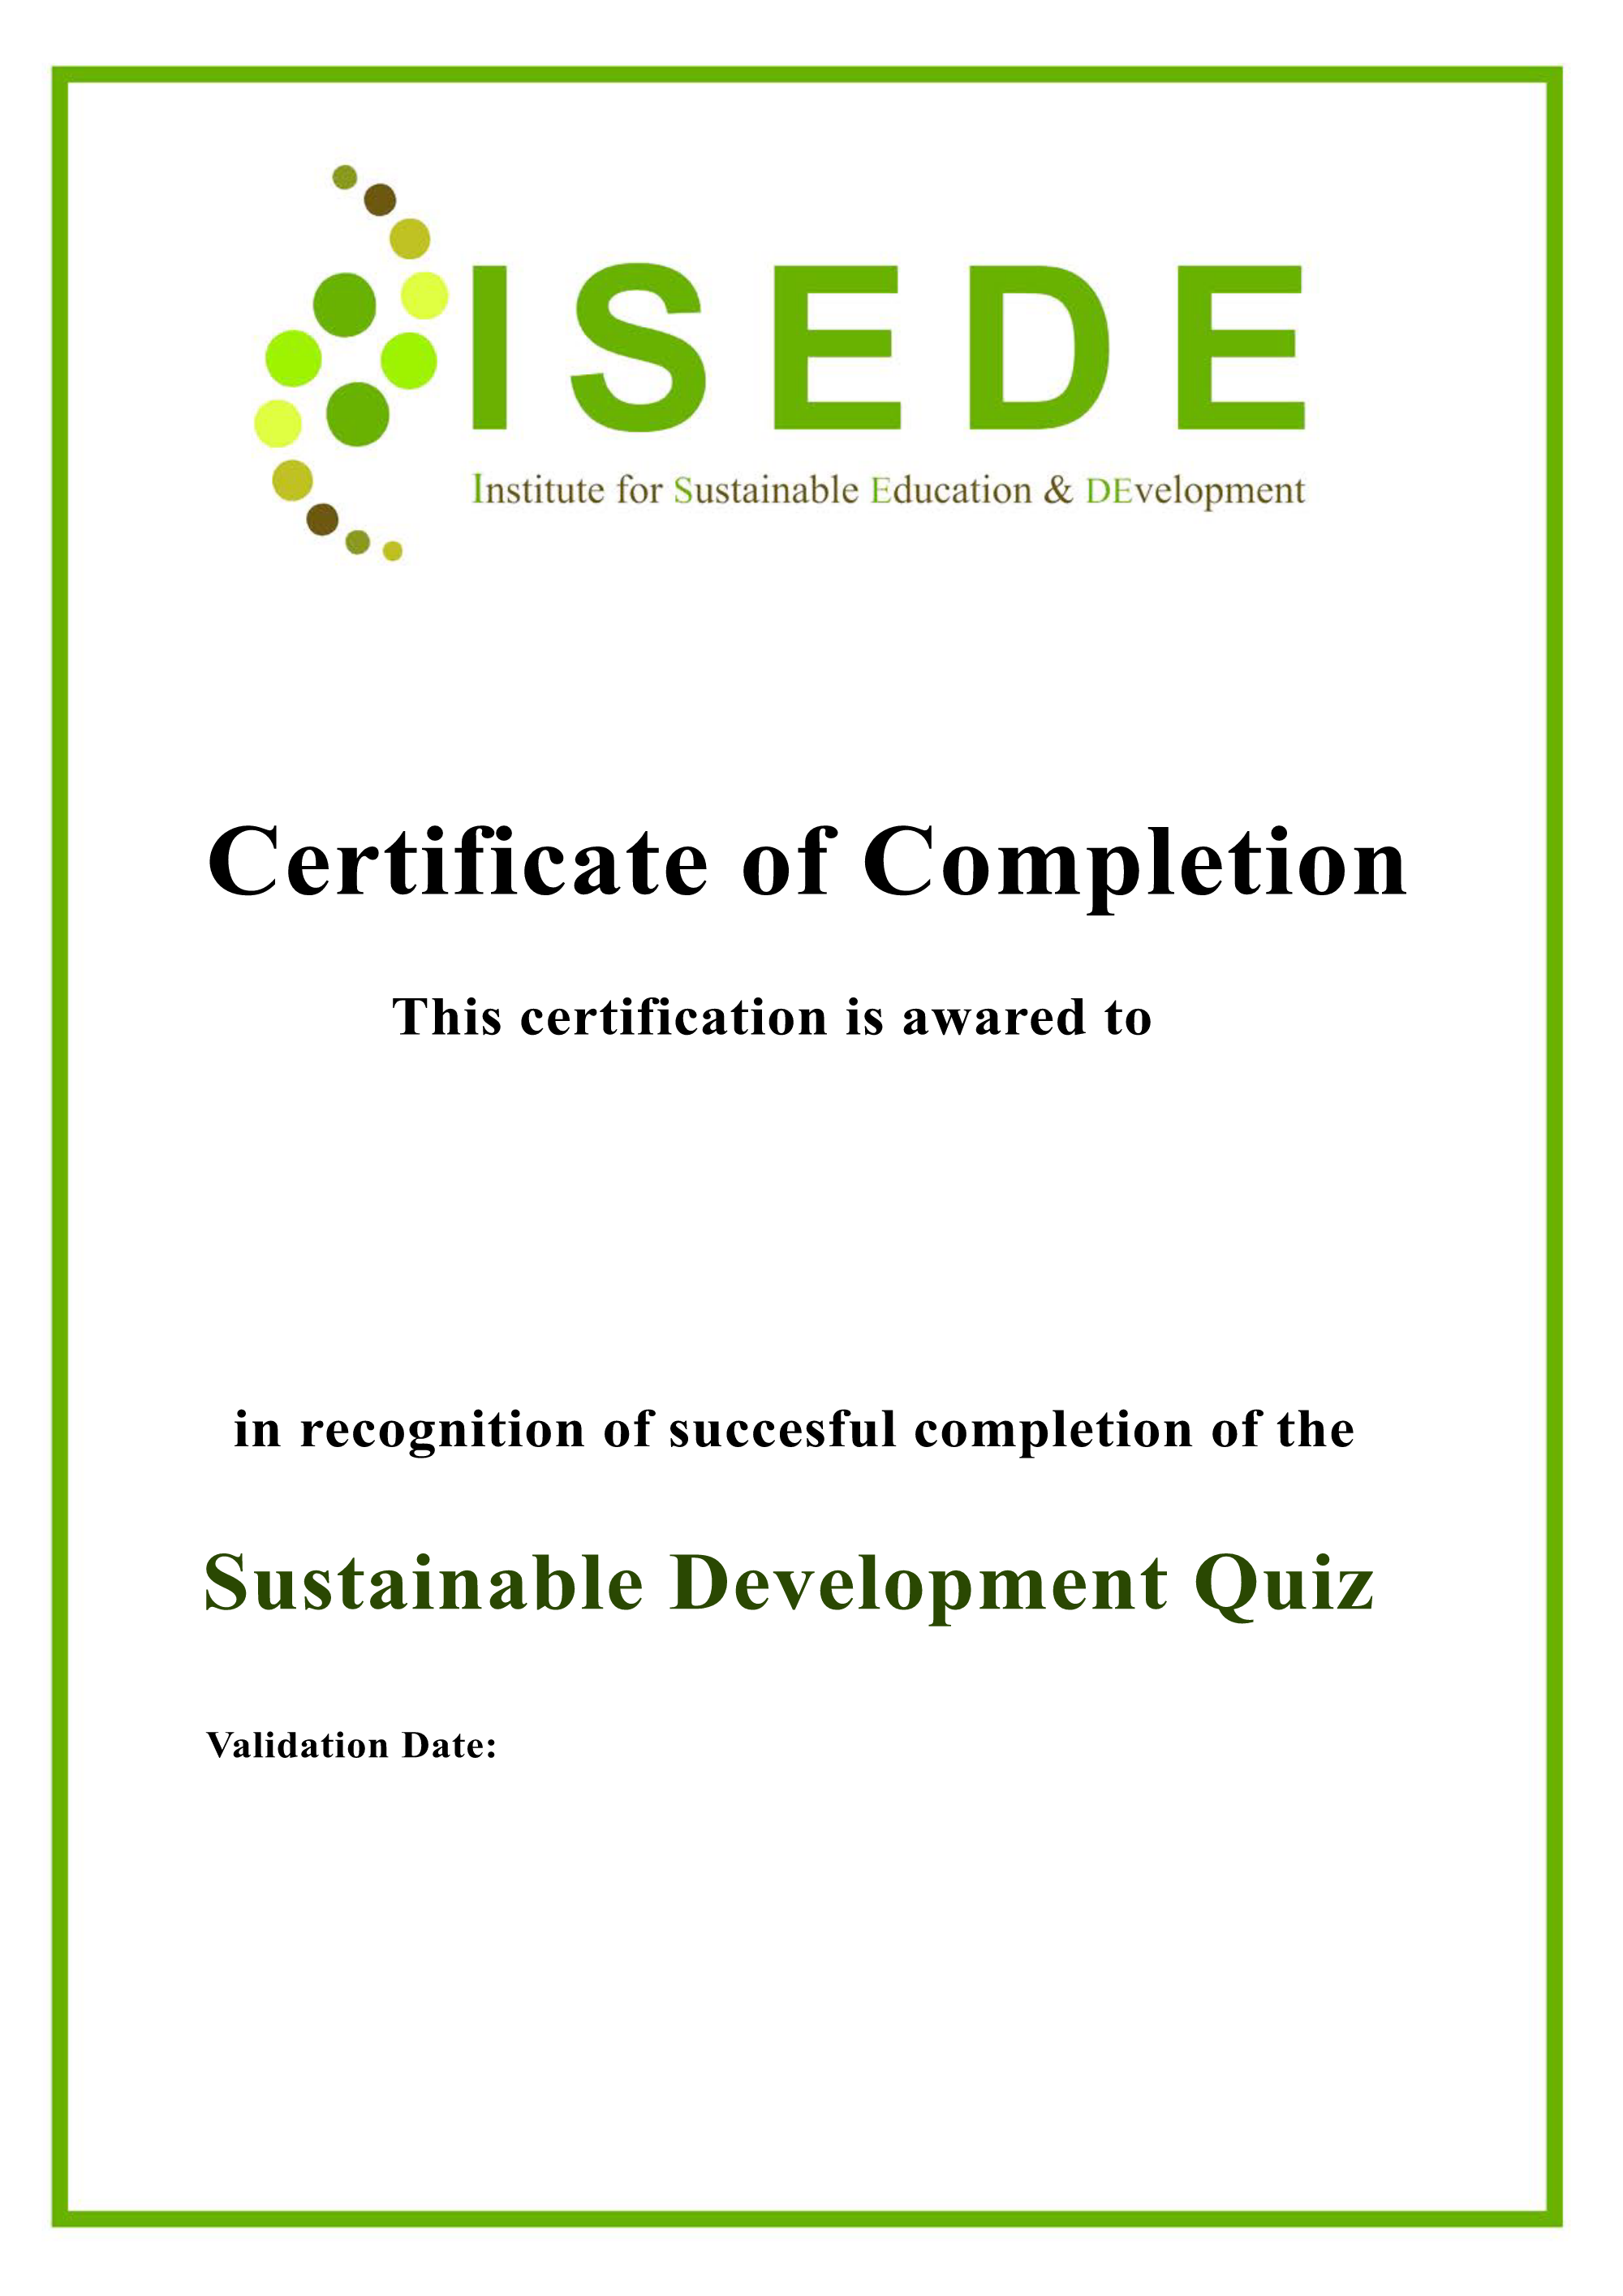 ISEDE
Institute for Sustainable Education & DEvelopment
Certificate of Completion
This certification is awared to
in recognition of succesful completion of the
Sustainable Development Quiz
Validation Date: